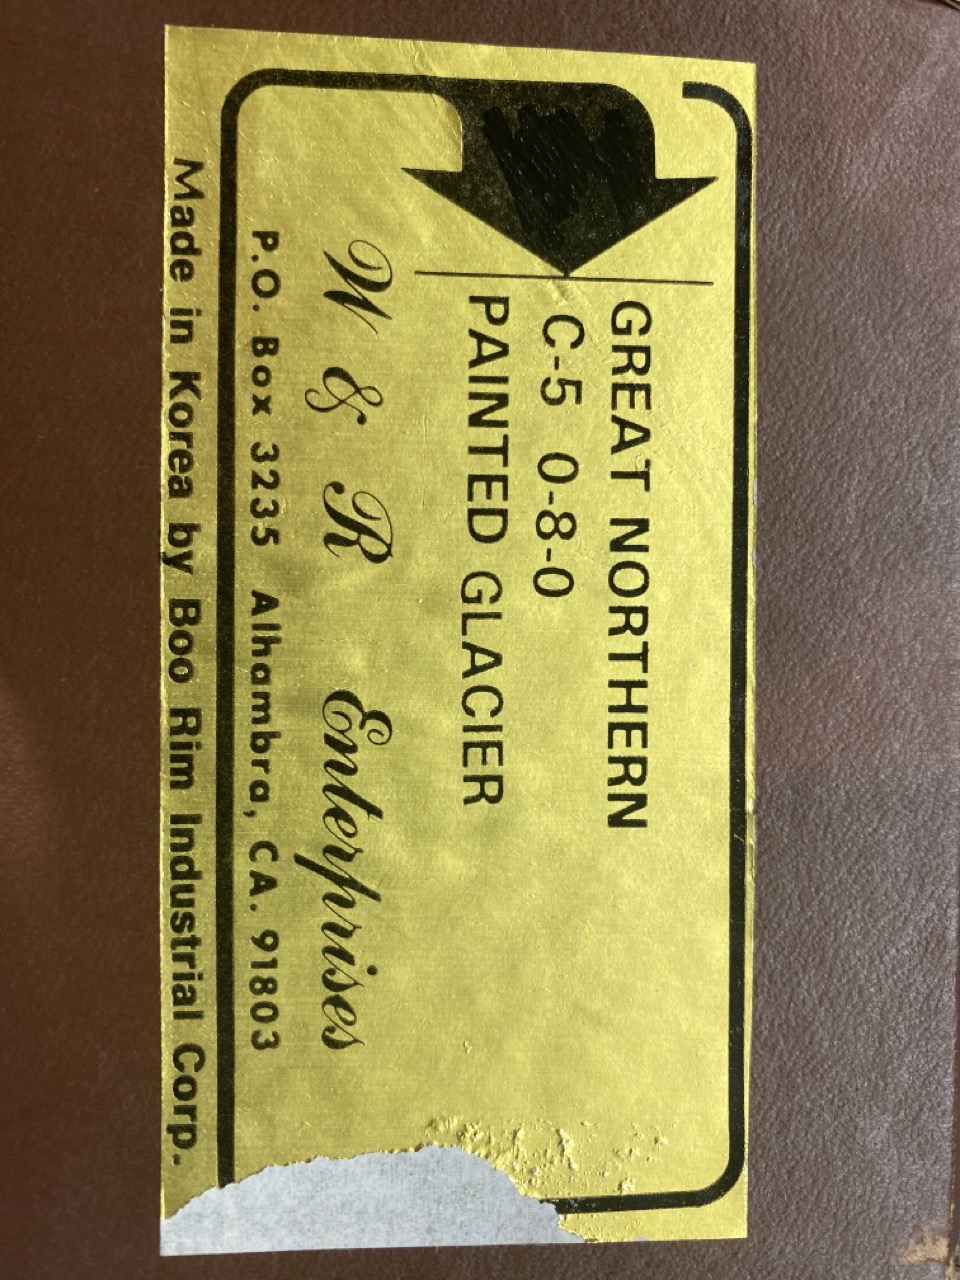 GREAT NORTHERN
C-5 0-8-0
PAINTED GLACIER
W & R Enterprises
P.O. Box 3235 Alhambra, CA. 91803
Made in Korea by Boo Rim Industrial Corp.